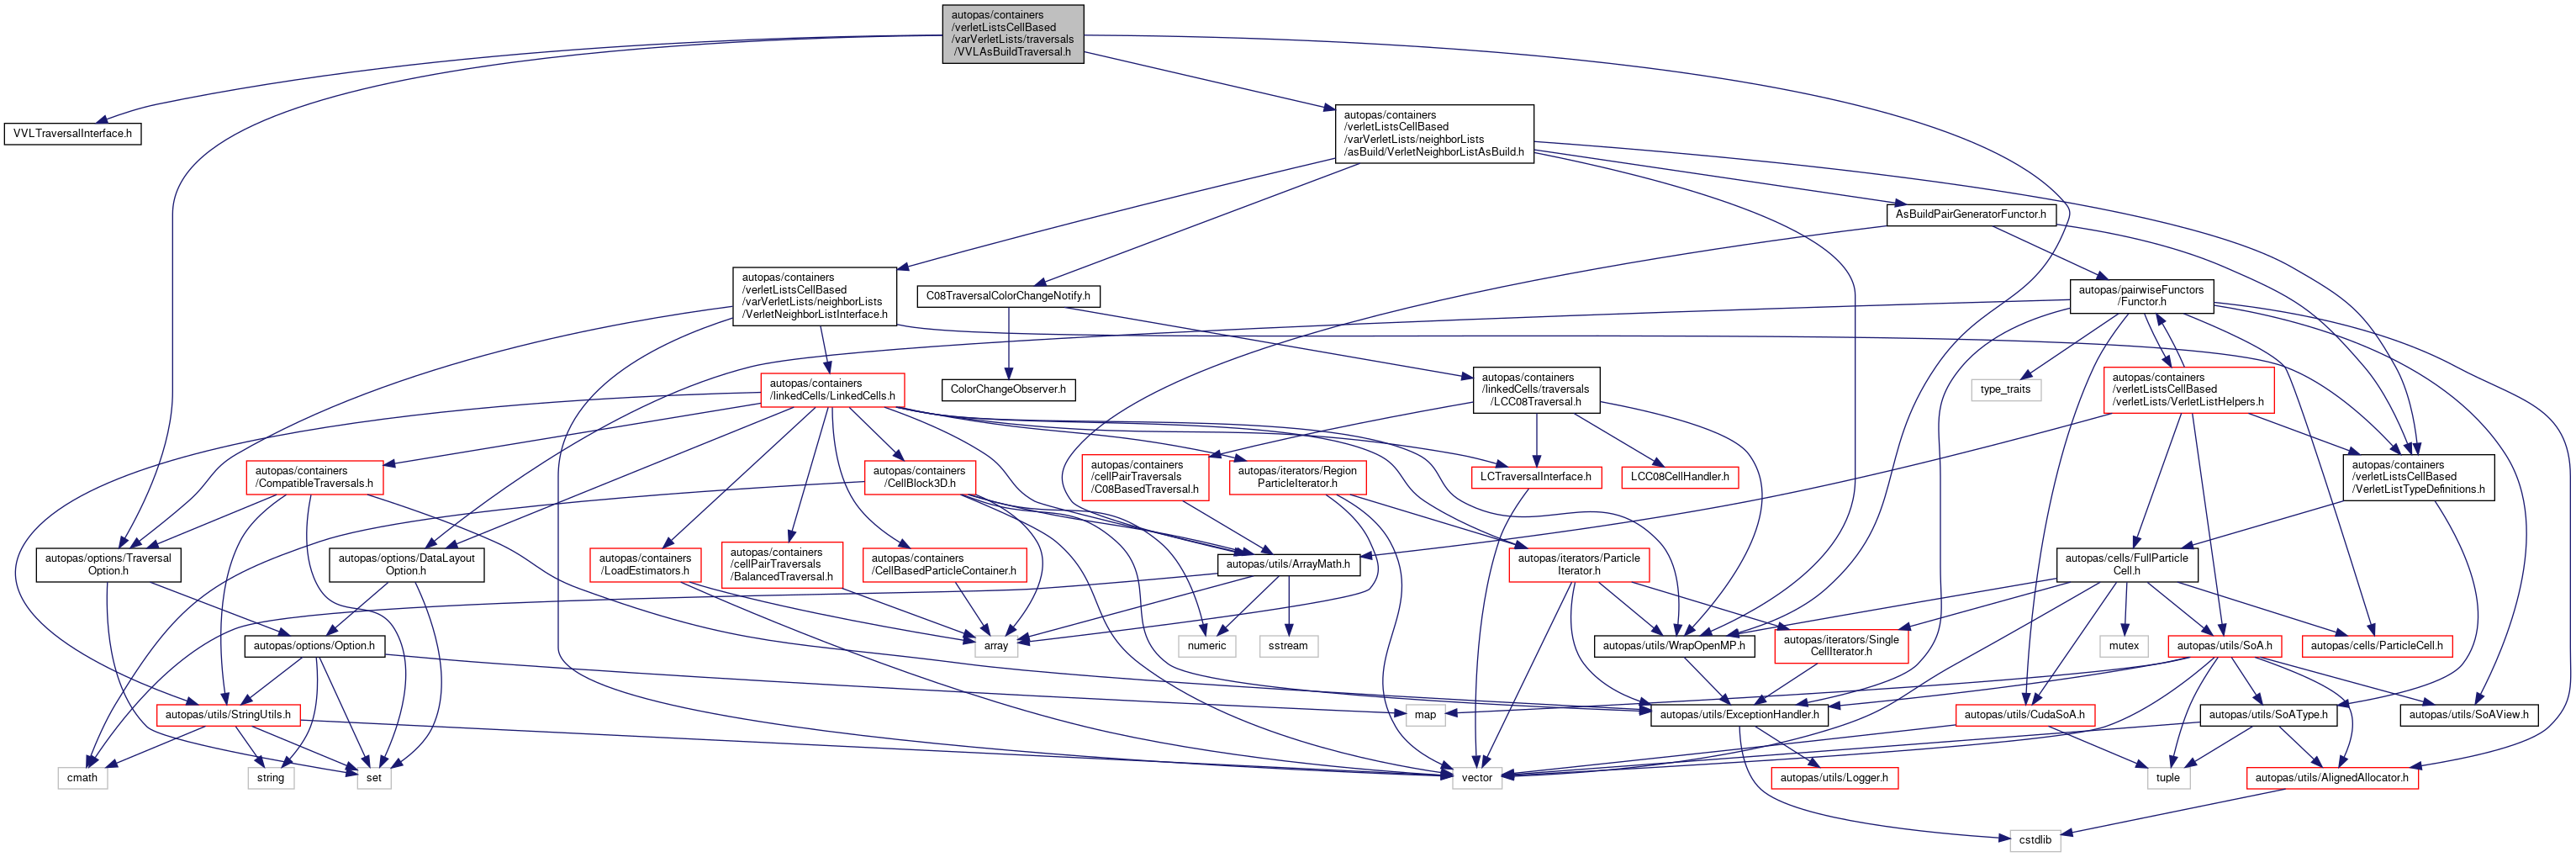 autopas/containers
/verletListsCellBased
/varVerletLists/traversals
/VVLAsBuildTraversal.h
VVLTraversalInterface.h
autopas/containers
/verletListsCellBased
/varVerletLists/neighborLists
/asBuild/VerletNeighborListAsBuild.h
AsBuildPairGeneratorFunctor.h
autopas/containers
/verletListsCellBased
/varVerletLists/neighborLists
/VerletNeighborListInterface.h
C08TraversalColorChangeNotify.h
autopas/pairwiseFunctors
/Functor.h
autopas/containers
/linkedCells/LinkedCells.h
ColorChangeObserver.h
autopas/containers
/linkedCells/traversals
/LCC08Traversal.h
type_traits
autopas/containers
/verletListsCellBased
/verletLists/VerletListHelpers.h
autopas/containers
/CompatibleTraversals.h
autopas/containers
/CellBlock3D.h
autopas/containers
/cellPairTraversals
/C08BasedTraversal.h
autopas/iterators/Region
ParticleIterator.h
LCTraversalInterface.h
LCC08CellHandler.h
autopas/containers
/verletListsCellBased
/VerletListTypeDefinitions.h
autopas/options/Traversal
Option.h
autopas/options/DataLayout
Option.h
autopas/containers
/LoadEstimators.h
autopas/containers
/cellPairTraversals
/BalancedTraversal.h
autopas/containers
/CellBasedParticleContainer.h
autopas/utils/ArrayMath.h
autopas/iterators/Particle
Iterator.h
autopas/cells/FullParticle
Cell.h
autopas/options/Option.h
array
numeric
sstream
autopas/utils/WrapOpenMP.h
autopas/iterators/Single
CellIterator.h
mutex
autopas/utils/SoA.h
autopas/cells/ParticleCell.h
autopas/utils/StringUtils.h
map
autopas/utils/ExceptionHandler.h
autopas/utils/CudaSoA.h
autopas/utils/SoAType.h
autopas/utils/SoAView.h
cmath
string
set
vector
autopas/utils/Logger.h
tuple
autopas/utils/AlignedAllocator.h
cstdlib